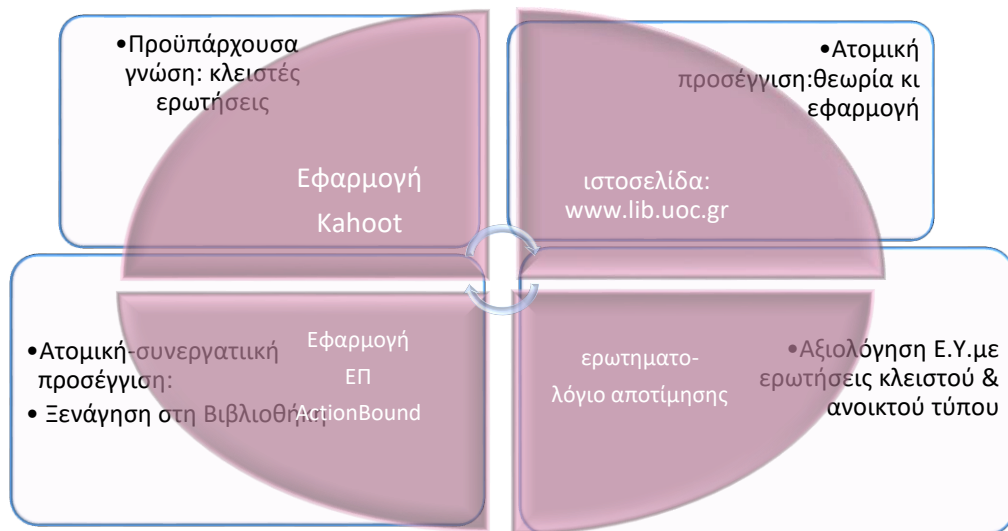 •Προϋπάρχουσα
γνώση: κλειστές
ερωτήσεις
Εφαρμογή
Kahoot
•Ατομική
προσέγγιση:θεωρία κι
εφαρμογή
ιστοσελίδα:
www.lib.uoc.gr
•Ατομική-συνεργατιική
προσέγγιση:
• Ξενάγηση στη Βιβλιοθήκη
Εφαρμογή
ΕΠ
ActionBound
ερωτηματο-
λόγιο αποτίμησης
•Αξιολόγηση Ε.Υ.με
ερωτήσεις κλειστού &
ανοικτού τύπου